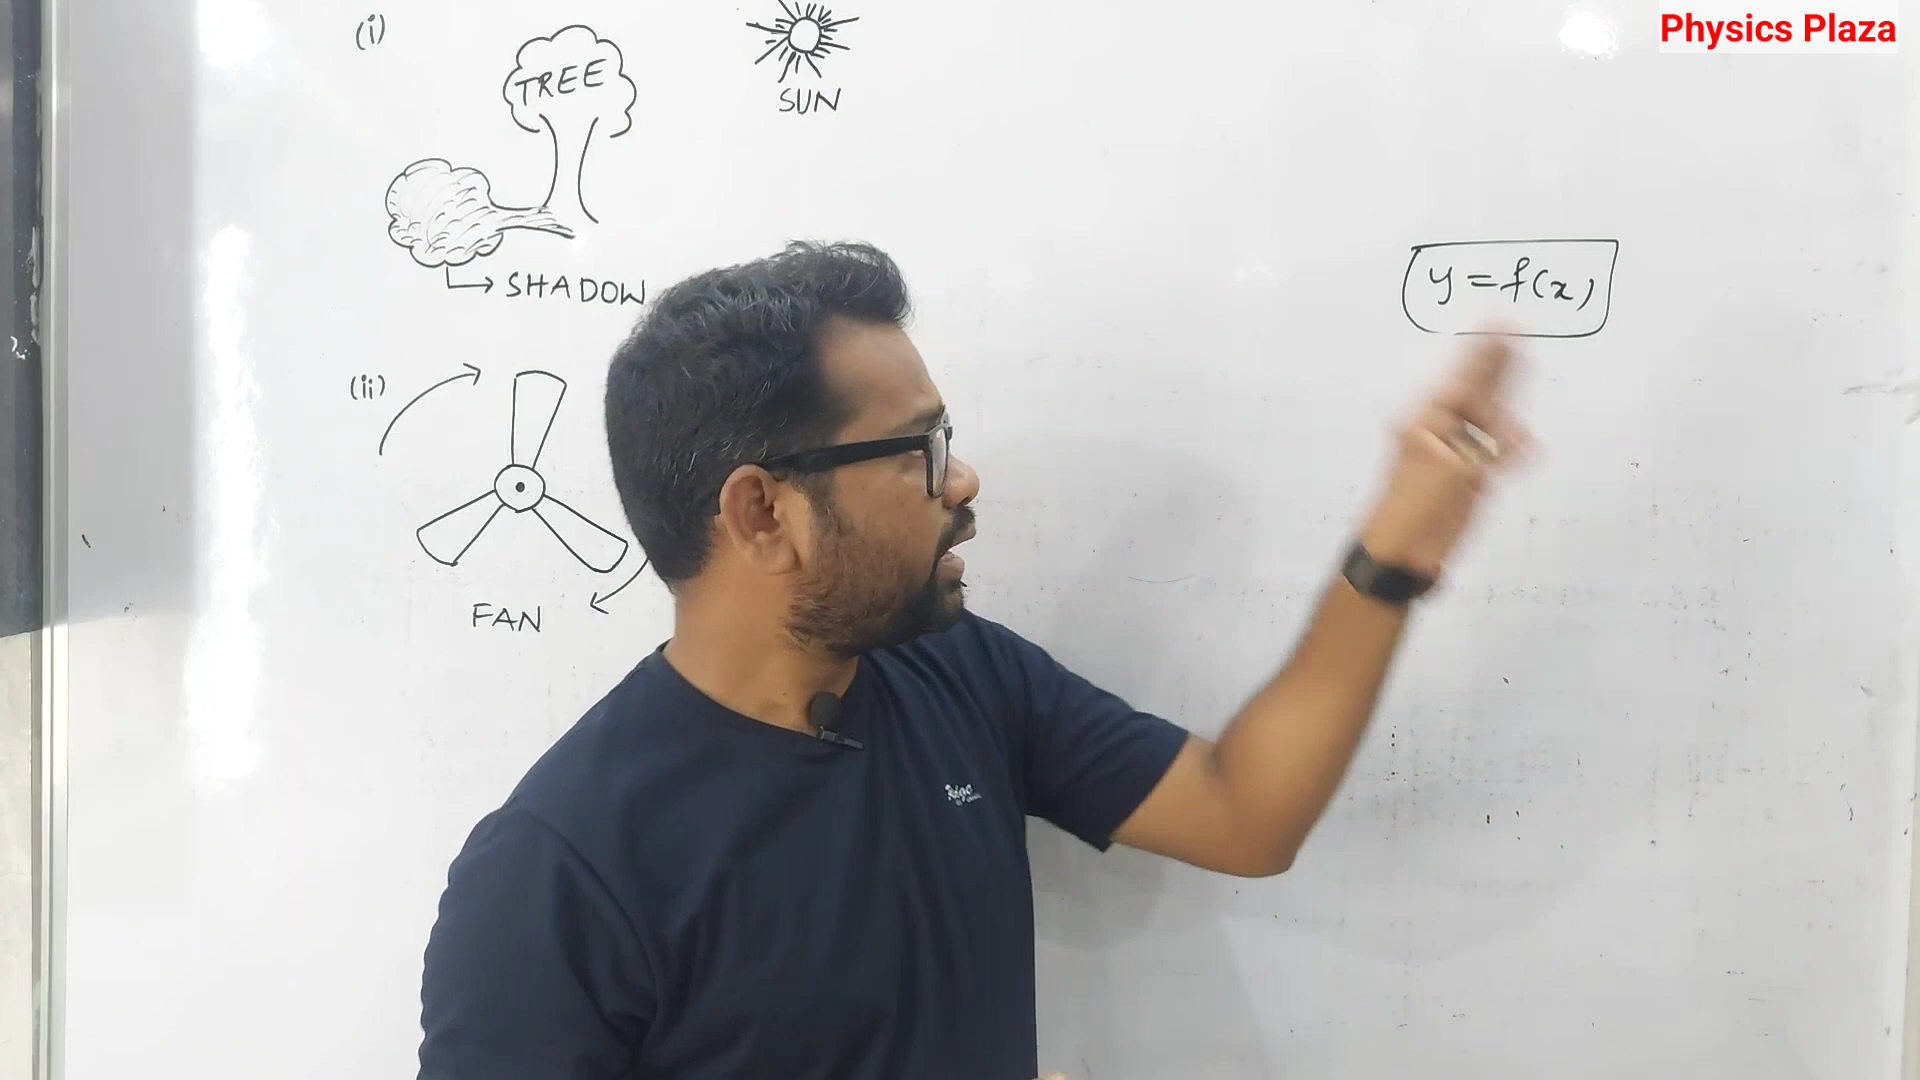 Physics Plaza
(i)
TREE
SUN
SHADOW
y = f(x)
(ii)
FAN